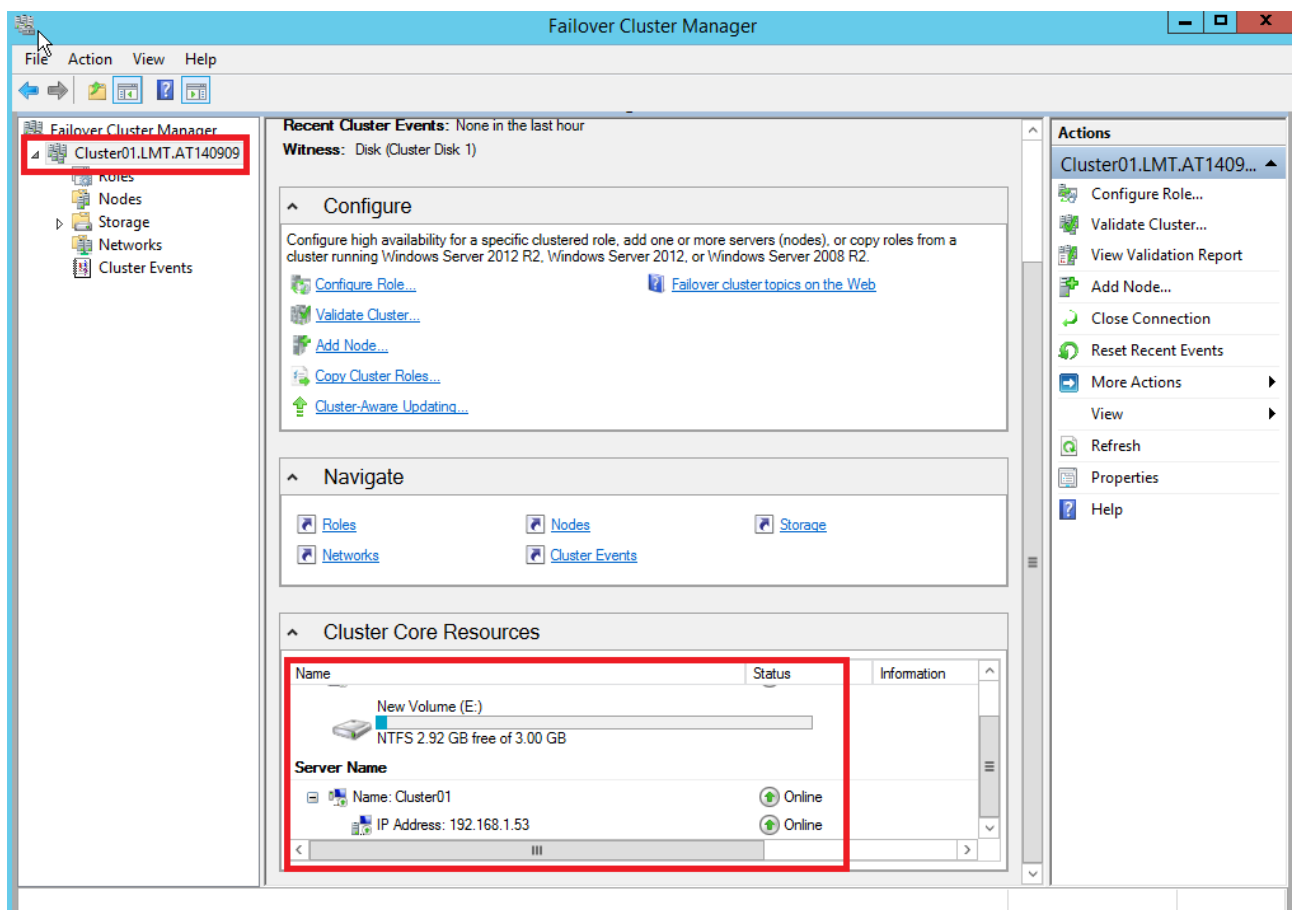 Failover Cluster Manager
File Action View Help
Failover Cluster Manager
Cluster01.LMT.AT140909
Roles
Nodes
Storage
Networks
Cluster Events
Recent Cluster Events: None in the last hour
Witness: Disk (Cluster Disk 1)
Configure
Configure high availability for a specific clustered role, add one or more servers (nodes), or copy roles from a
cluster running Windows Server 2012 R2, Windows Server 2012, or Windows Server 2008 R2.
Configure Role... Failover cluster topics on the Web
Validate Cluster...
Add Node...
Copy Cluster Roles...
Cluster-Aware Updating...
Navigate
Roles Nodes Storage
Networks Cluster Events
Cluster Core Resources
Name Status Information
New Volume (E:)
NTFS 2.92 GB free of 3.00 GB
Server Name
Name: Cluster01 Online
IP Address: 192.168.1.53 Online
Actions
Cluster01.LMT.AT1409...
Configure Role...
Validate Cluster...
View Validation Report
Add Node...
Close Connection
Reset Recent Events
More Actions
View
Refresh
Properties
Help